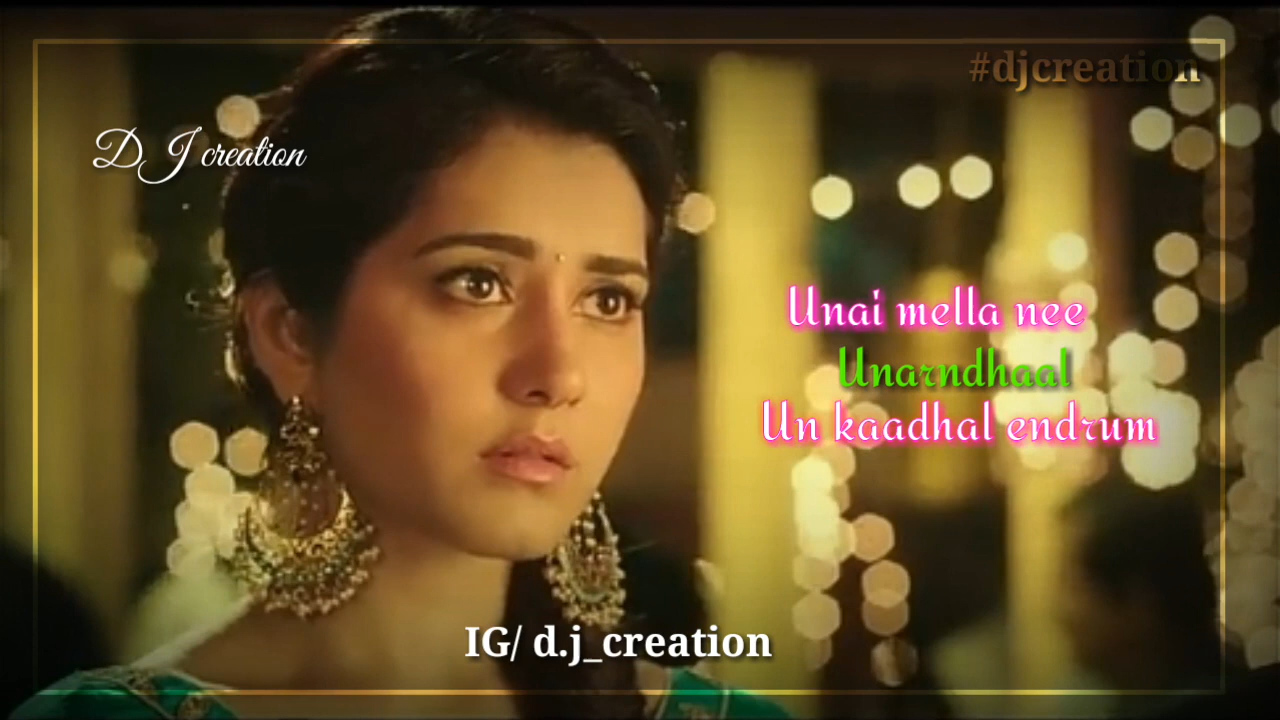 #djcreation
D J creation
Unai mella nee
Unarndhaal
Un kaadhal endrum
IG/ d.j_creation